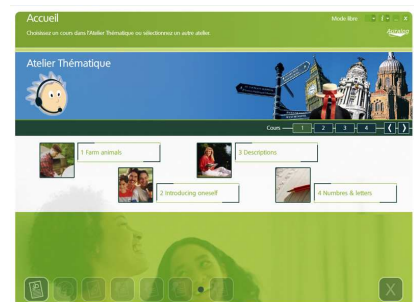 Accueil
Mode libre
Choisissez un cours dans l'Atelier Thématique ou sélectionnez un autre atelier
Auralog
Atelier Thématique
Cours 1 2 3 4
1 Farm animals
3 Descriptions
2 Introducing oneself
4 Numbers & letters
X